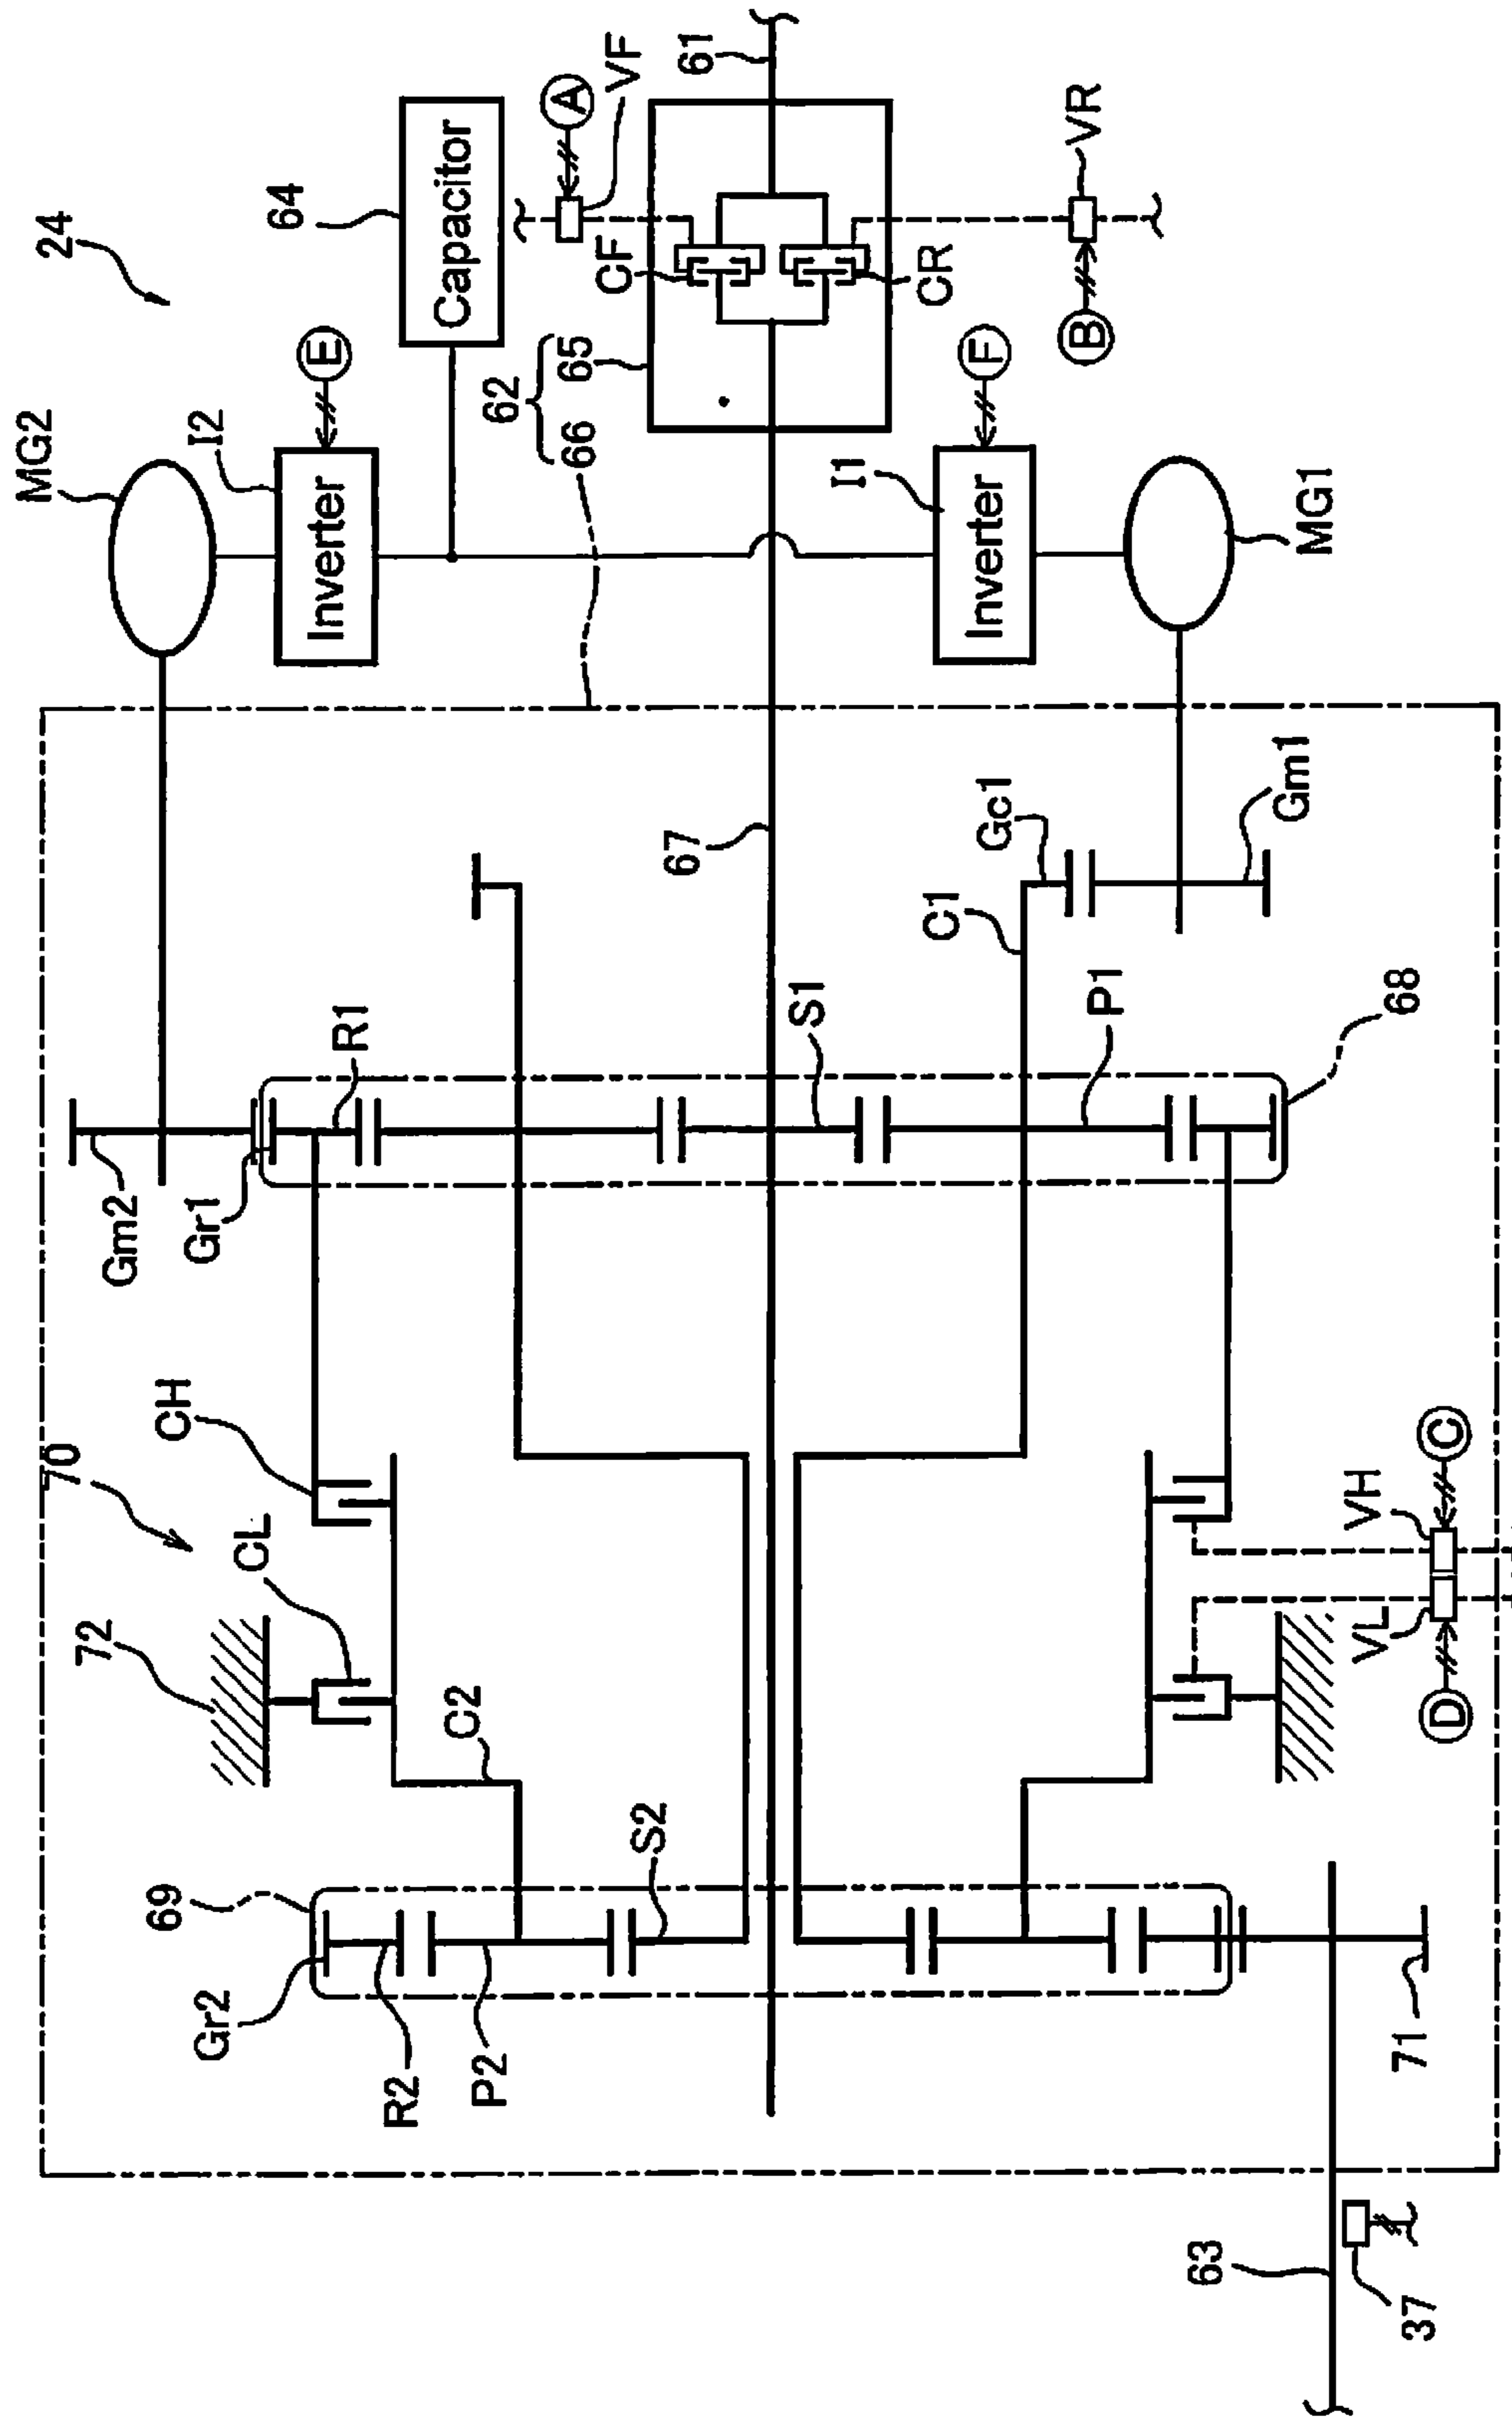 24
MG2
I2
E
Inverter
64
Capacitor
A
VF
61
62
65
66
CF
CR
VR
B
F
I1
Inverter
MG1
67
Gc1
Gm1
C1
S1
P1
68
R1
Gm2
Gr1
CH
70
CL
72
C2
S2
69
Gr2
R2
P2
VH
C
VL
D
71
63
37